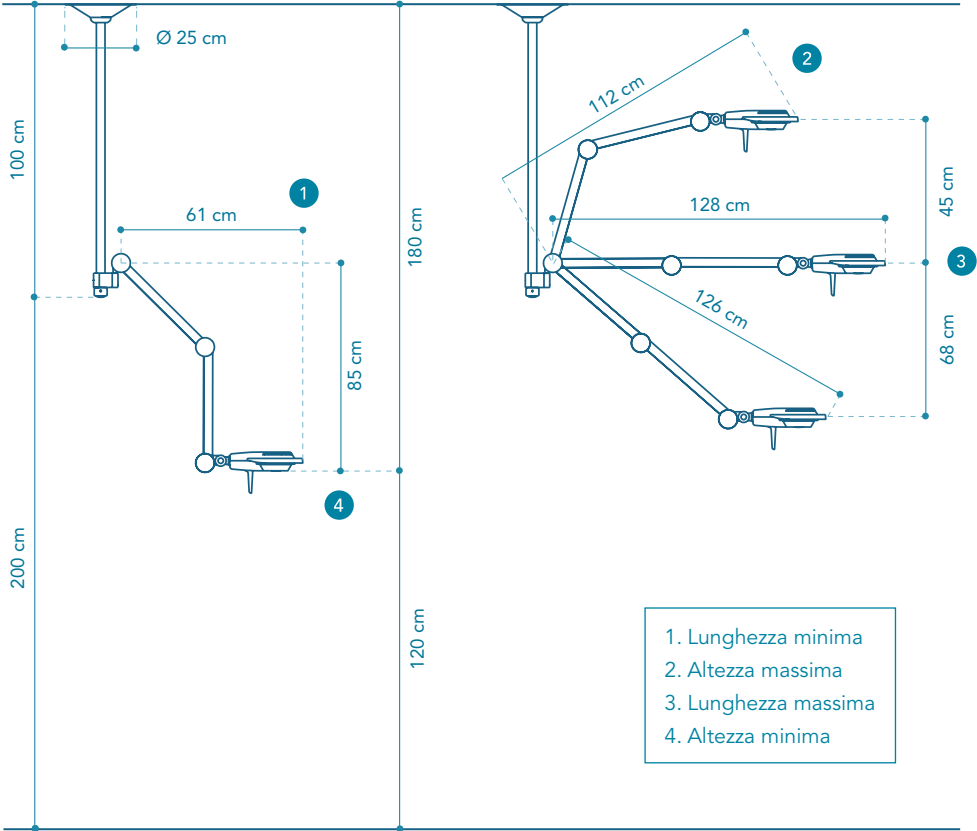 Ø 25 cm
100 cm
1
61 cm
180 cm
85 cm
4
200 cm
120 cm
2
112 cm
45 cm
128 cm
3
126 cm
68 cm
1. Lunghezza minima
2. Altezza massima
3. Lunghezza massima
4. Altezza minima